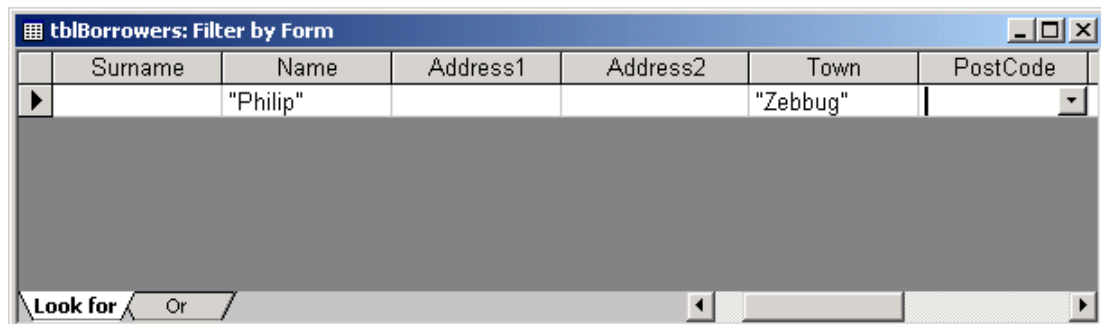 tblBorrowers: Filter by Form
Surname Name Address1 Address2 Town PostCode
"Philip" "Zebbug"
Look for Or